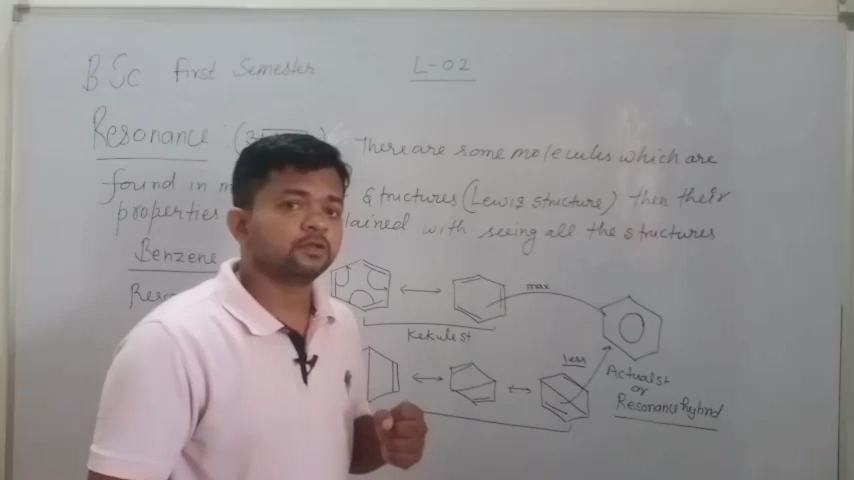 BSc First Semester L-02
Resonance : ( There are some molecules which are
found in structures (Lewis structure) then their
properties lained with seeing all the structures
Benzene
max
Kekule st
less
Actual st
or
Resonance hybrid